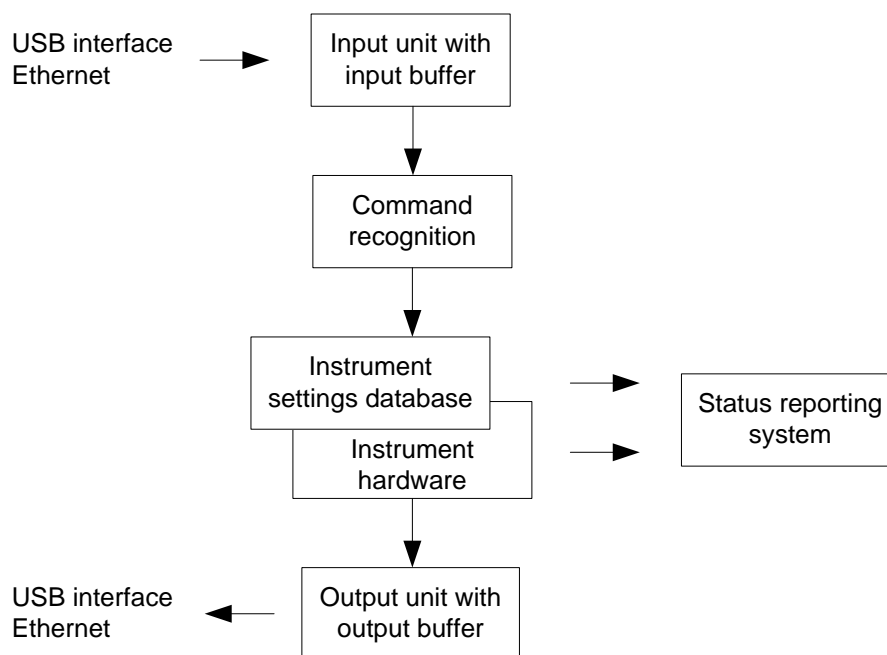 USB interface
Ethernet
Input unit with
input buffer
Command
recognition
Instrument
settings database
Instrument
hardware
Status reporting
system
USB interface
Ethernet
Output unit with
output buffer